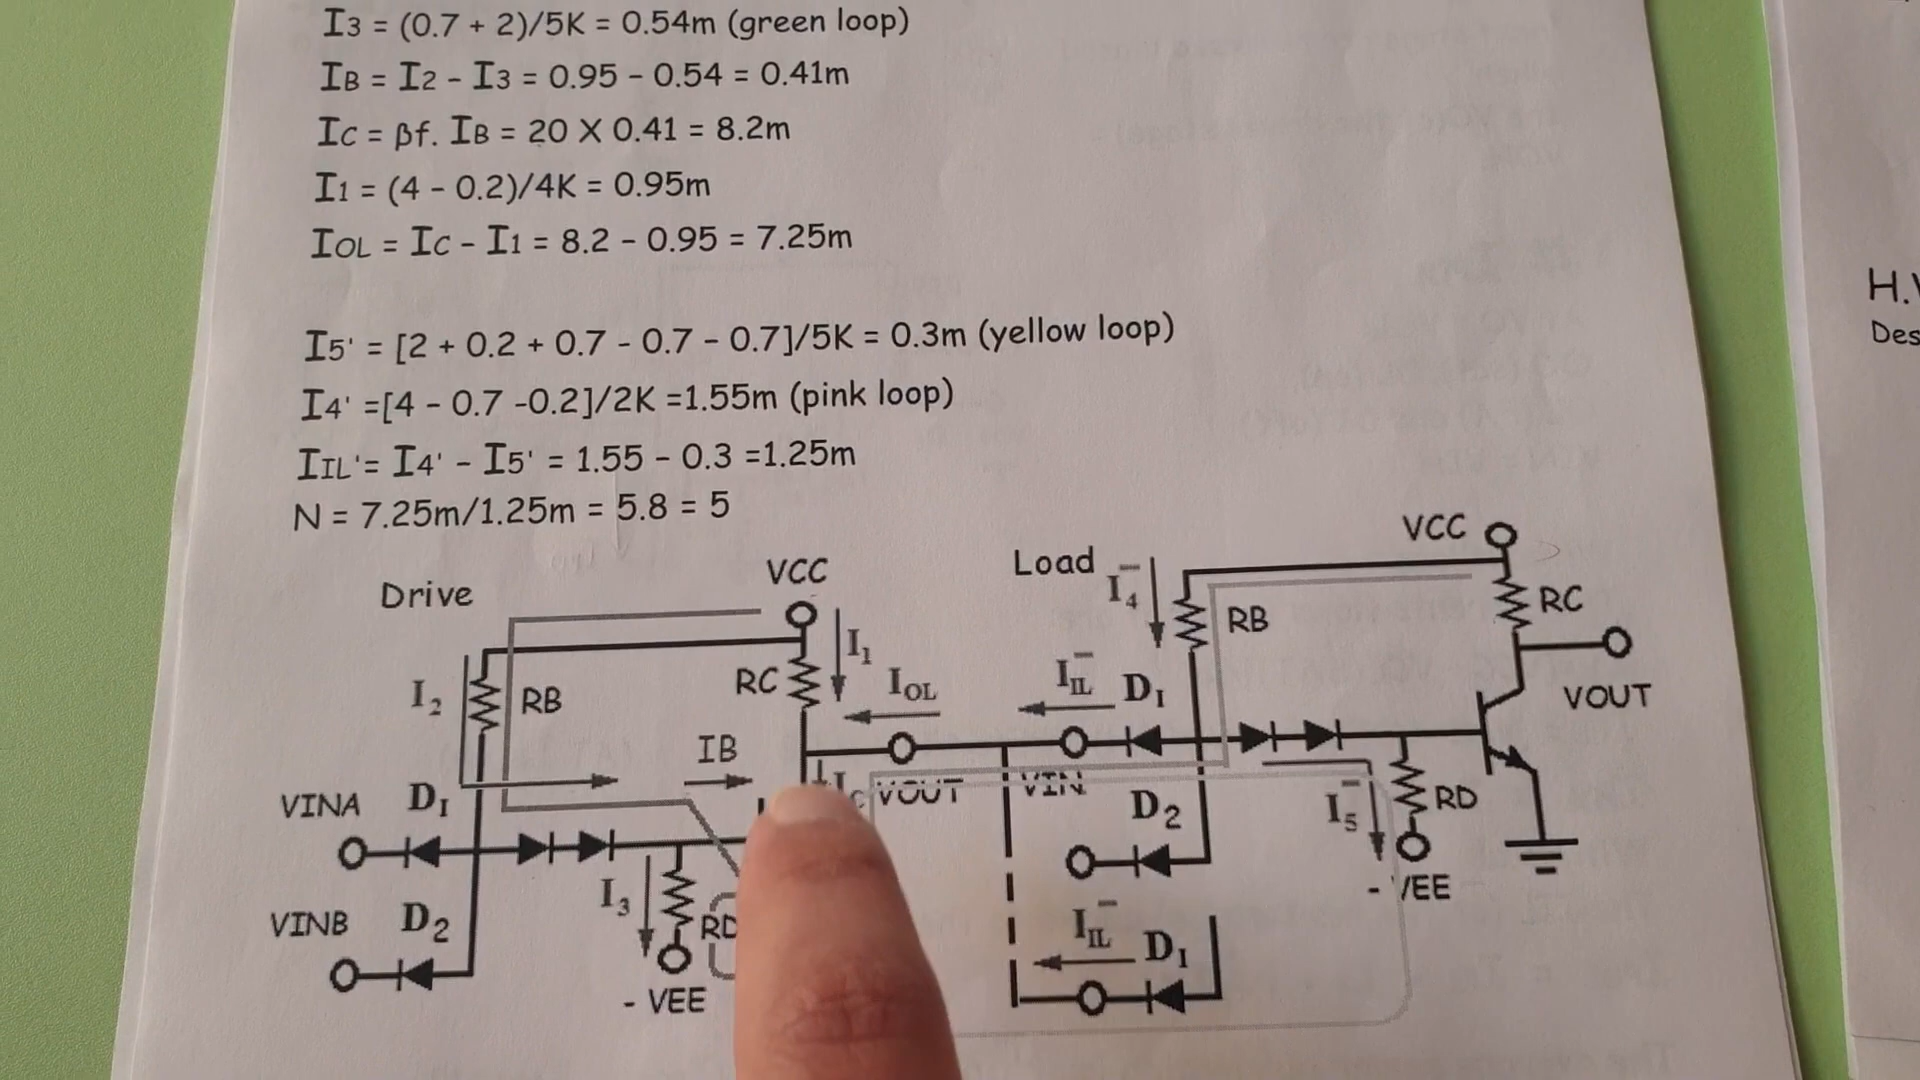 I3 = (0.7 + 2)/5K = 0.54m (green loop)
IB = I2 - I3 = 0.95 - 0.54 = 0.41m
IC = βf. IB = 20 X 0.41 = 8.2m
I1 = (4 - 0.2)/4K = 0.95m
IOL = IC - I1 = 8.2 - 0.95 = 7.25m
I5' = [2 + 0.2 + 0.7 - 0.7 - 0.7]/5K = 0.3m (yellow loop)
I4' =[4 - 0.7 -0.2]/2K =1.55m (pink loop)
IIL'= I4' - I5' = 1.55 - 0.3 =1.25m
N = 7.25m/1.25m = 5.8 = 5
Drive
VCC
I2
RB
RC
I1
IOL
IB
IC
VOUT
VINA
D1
VINB
D2
I3
RD
- VEE
Load
VCC
I4
RB
RC
IIL
D1
VIN
VOUT
D2
I5
RD
- VEE
IIL
D1
H.
Des